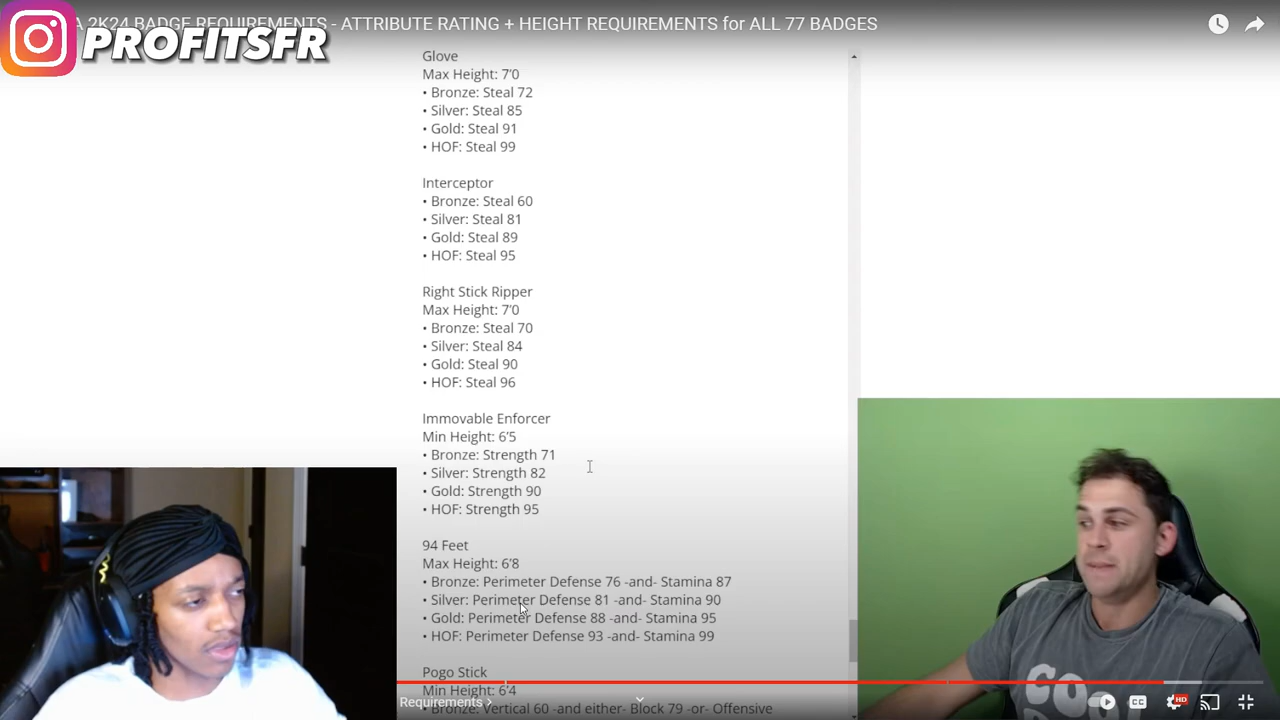 A 2K24 BADGE REQUIREMENTS - ATTRIBUTE RATING + HEIGHT REQUIREMENTS for ALL 77 BADGES
PROFITSFR
Glove
Max Height: 7'0
• Bronze: Steal 72
• Silver: Steal 85
• Gold: Steal 91
• HOF: Steal 99
Interceptor
• Bronze: Steal 60
• Silver: Steal 81
• Gold: Steal 89
• HOF: Steal 95
Right Stick Ripper
Max Height: 7'0
• Bronze: Steal 70
• Silver: Steal 84
• Gold: Steal 90
• HOF: Steal 96
Immovable Enforcer
Min Height: 6'5
• Bronze: Strength 71
• Silver: Strength 82
• Gold: Strength 90
• HOF: Strength 95
94 Feet
Max Height: 6'8
• Bronze: Perimeter Defense 76 -and- Stamina 87
• Silver: Perimeter Defense 81 -and- Stamina 90
• Gold: Perimeter Defense 88 -and- Stamina 95
• HOF: Perimeter Defense 93 -and- Stamina 99
Pogo Stick
Min Height: 6'4
• Bronze: Vertical 60 -and either- Block 79 -or- Offensive
Requirements
CC
HD